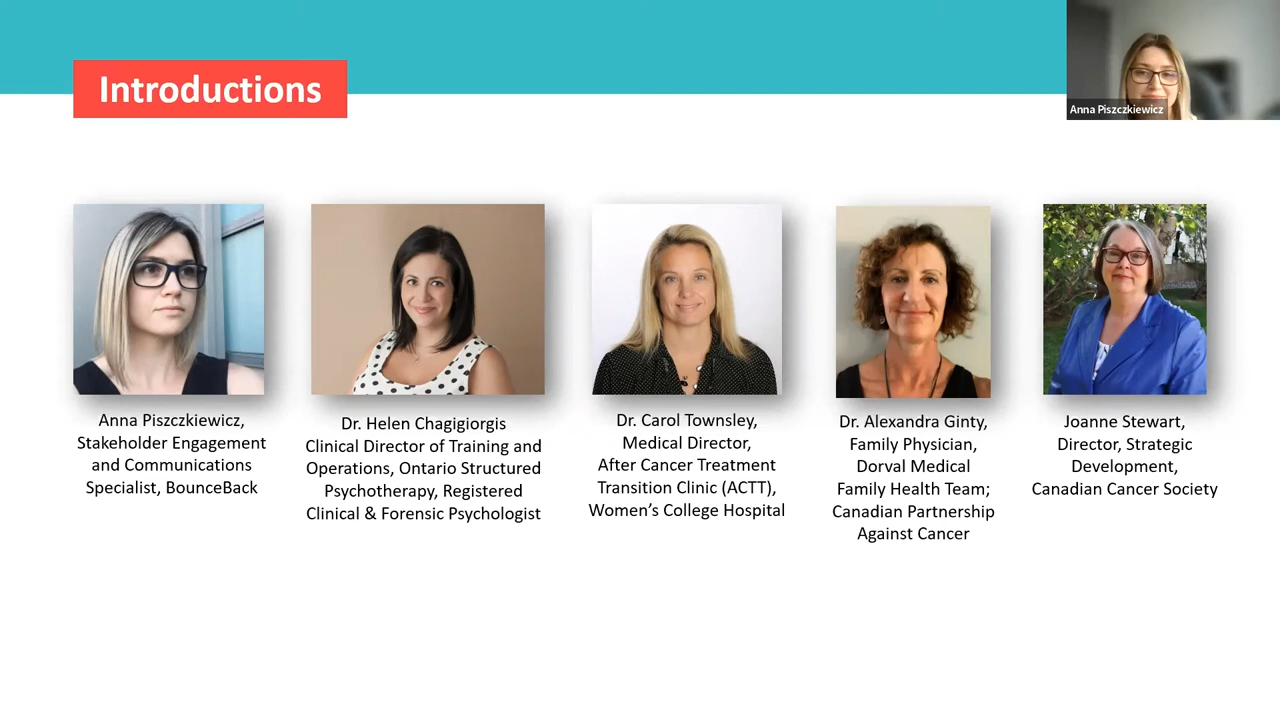 Introductions
Anna Piszczkiewicz
Anna Piszczkiewicz,
Stakeholder Engagement
and Communications
Specialist, BounceBack
Dr. Helen Chagigiorgis
Clinical Director of Training and
Operations, Ontario Structured
Psychotherapy, Registered
Clinical & Forensic Psychologist
Dr. Carol Townsley,
Medical Director,
After Cancer Treatment
Transition Clinic (ACTT),
Women’s College Hospital
Dr. Alexandra Ginty,
Family Physician,
Dorval Medical
Family Health Team;
Canadian Partnership
Against Cancer
Joanne Stewart,
Director, Strategic
Development,
Canadian Cancer Society